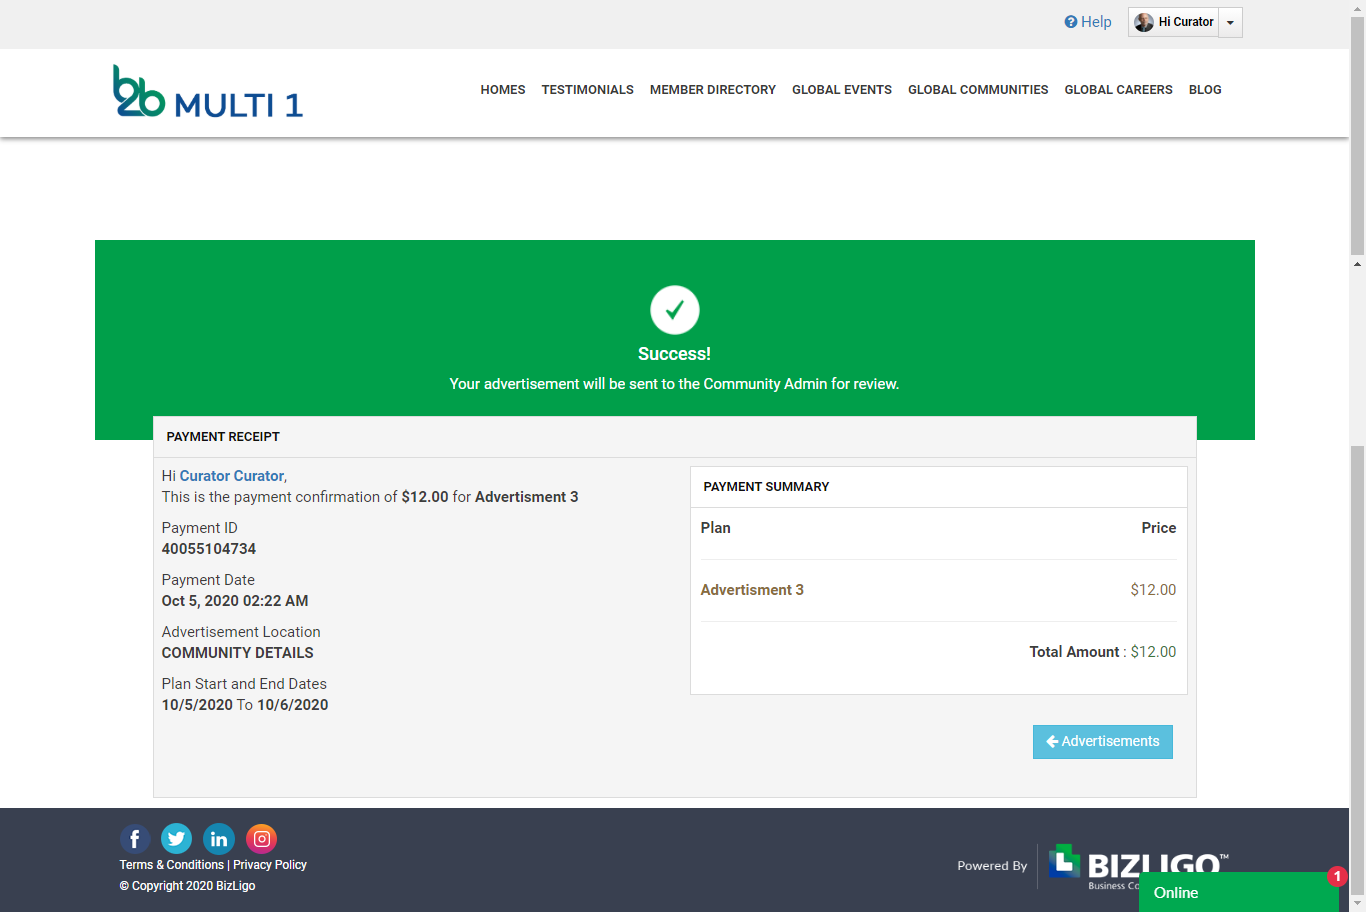 Help
Hi Curator
b2b MULTI 1
HOMES TESTIMONIALS MEMBER DIRECTORY GLOBAL EVENTS GLOBAL COMMUNITIES GLOBAL CAREERS BLOG
Success!
Your advertisement will be sent to the Community Admin for review.
PAYMENT RECEIPT
Hi Curator Curator,
This is the payment confirmation of $12.00 for Advertisment 3
Payment ID
40055104734
Payment Date
Oct 5, 2020 02:22 AM
Advertisement Location
COMMUNITY DETAILS
Plan Start and End Dates
10/5/2020 To 10/6/2020
PAYMENT SUMMARY
Plan Price
Advertisment 3 $12.00
Total Amount : $12.00
Advertisements
Terms & Conditions | Privacy Policy
© Copyright 2020 BizLigo
Powered By
BIZLIGO™
Business
Online
1